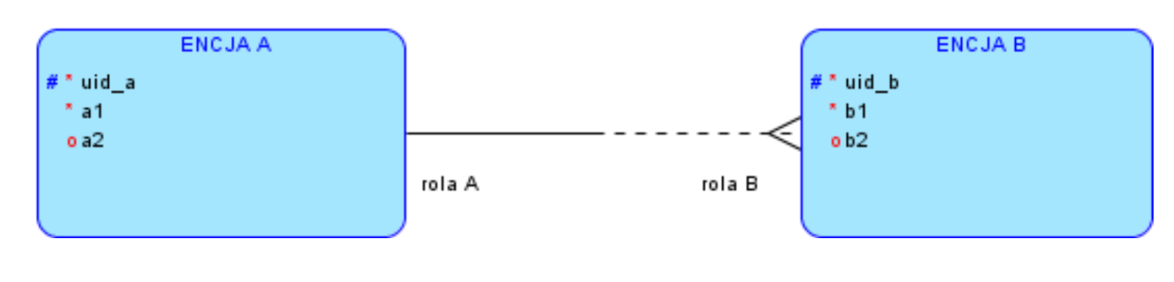 ENCJA A
# * uid_a
* a1
o a2
rola A
rola B
ENCJA B
# * uid_b
* b1
o b2